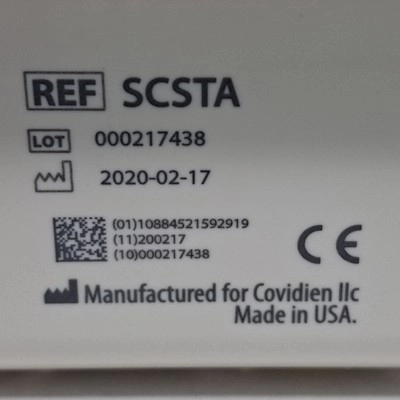 REF SCSTA
LOT 000217438
2020-02-17
(01)10884521592919
(11)200217
(10)000217438
CE
Manufactured for Covidien llc
Made in USA.